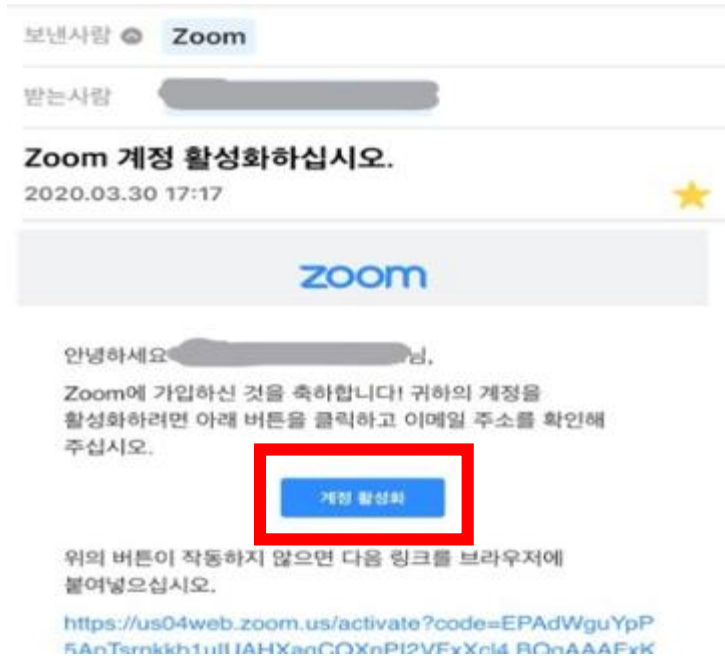 보낸사람 Zoom
받는사람
Zoom 계정 활성화하십시오.
2020.03.30 17:17
zoom
안녕하세요 님,
Zoom에 가입하신 것을 축하합니다! 귀하의 계정을
활성화하려면 아래 버튼을 클릭하고 이메일 주소를 확인해
주십시오.
계정 활성화
위의 버튼이 작동하지 않으면 다음 링크를 브라우저에
붙여넣으십시오.
https://us04web.zoom.us/activate?code=EPAdWguYpP